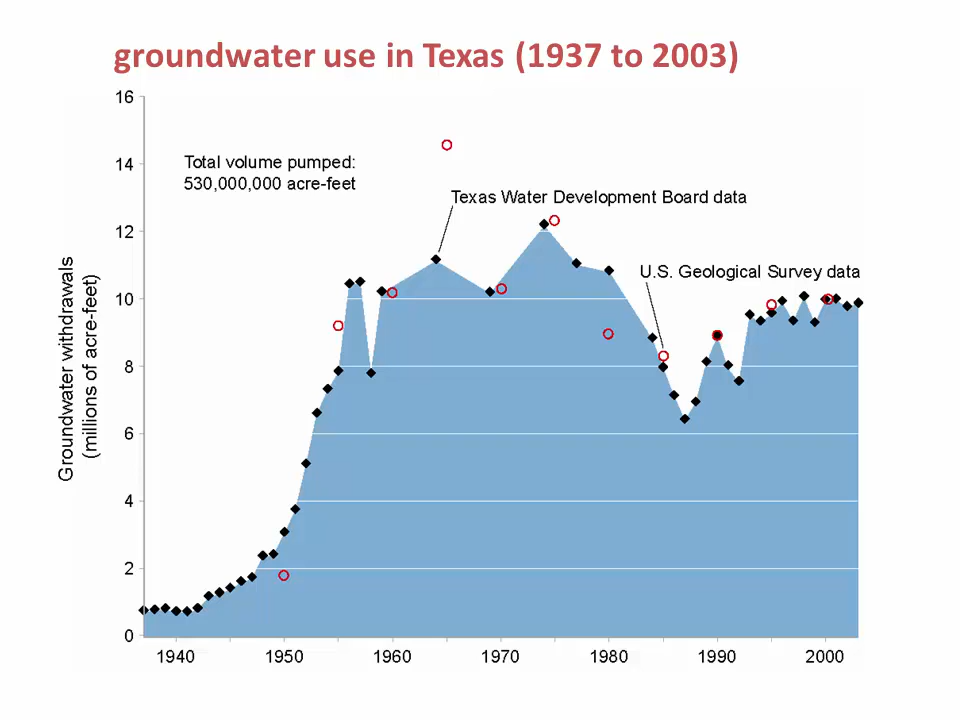 groundwater use in Texas (1937 to 2003)
16
14
12
10
8
6
4
2
0
Groundwater withdrawals
(millions of acre-feet)
Total volume pumped:
530,000,000 acre-feet
Texas Water Development Board data
U.S. Geological Survey data
1940
1950
1960
1970
1980
1990
2000